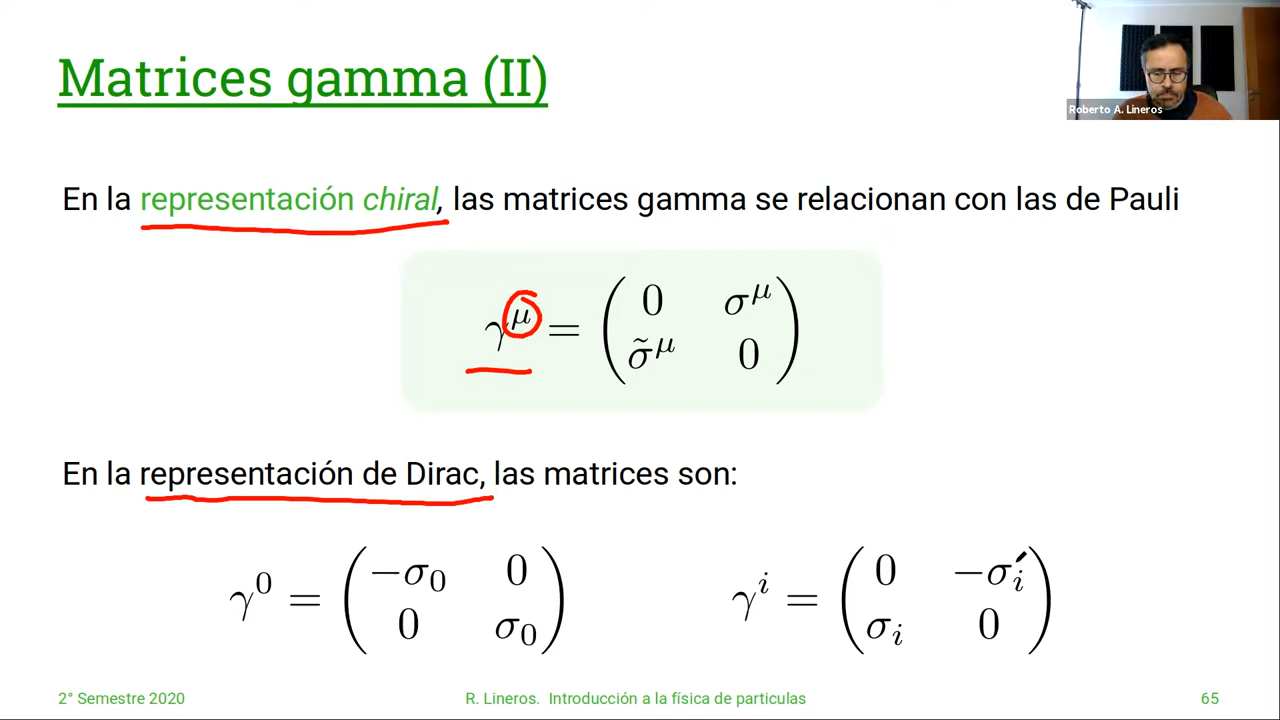 Matrices gamma (II)
Roberto A. Lineros
En la representación chiral, las matrices gamma se relacionan con las de Pauli
γ^μ = ( 0 σ^μ
σ̃^μ 0 )
En la representación de Dirac, las matrices son:
γ^0 = ( −σ_0 0
0 σ_0 )
γ^i = ( 0 −σ_i
σ_i 0 )
2° Semestre 2020
R. Lineros. Introducción a la física de particulas
65